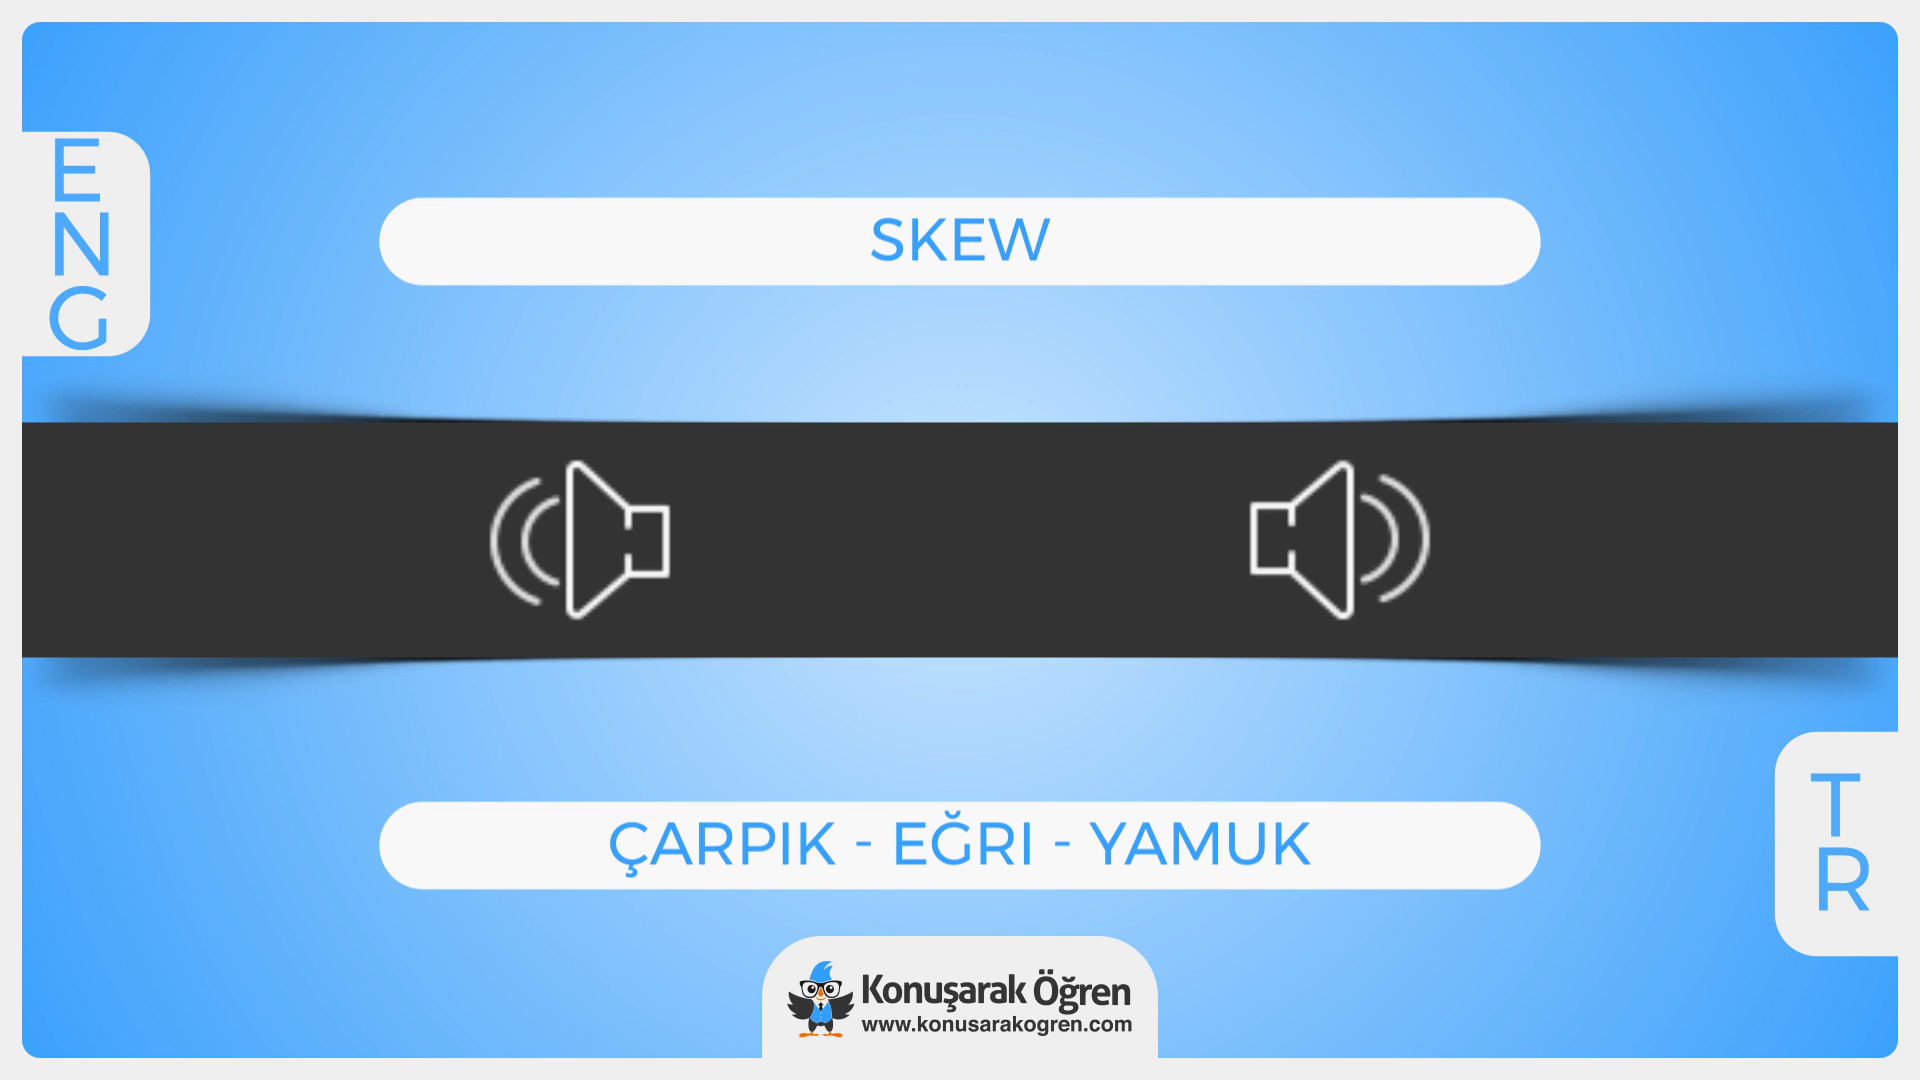 ENG
SKEW
ÇARPIK - EĞRI - YAMUK
TR
Konuşarak Öğren
www.konusarakogren.com